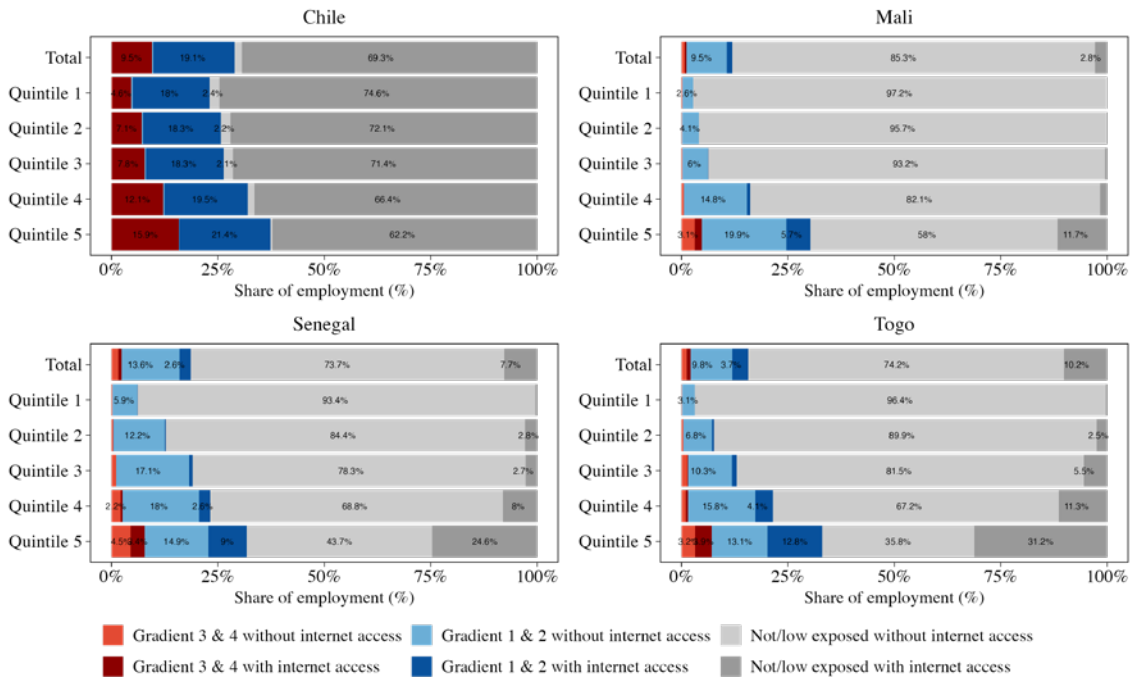 Chile
Total 9.5% 19.1% 69.3%
Quintile 1 4.6% 18% 2.4% 74.6%
Quintile 2 7.1% 18.3% 2.2% 72.1%
Quintile 3 18.3% 2.1% 71.4%
Quintile 4 12.1% 19.5% 66.4%
Quintile 5 15.9% 21.4% 62.2%
0% 25% 50% 75% 100%
Share of employment (%)
Mali
Total 9.5% 85.3% 2.8%
Quintile 1 2.6% 97.2%
Quintile 2 4.1% 95.7%
Quintile 3 6% 93.2%
Quintile 4 14.8% 82.1%
Quintile 5 3.1% 19.9% 5.7% 58% 11.7%
0% 25% 50% 75% 100%
Share of employment (%)
Senegal
Total 13.6% 2.6% 73.7% 7.7%
Quintile 1 5.9% 93.4%
Quintile 2 12.2% 84.4% 2.8%
Quintile 3 17.1% 78.3% 2.7%
Quintile 4 2.2% 18% 2.6% 68.8% 8%
Quintile 5 4.5% 14.9% 9% 43.7% 24.6%
0% 25% 50% 75% 100%
Share of employment (%)
Togo
Total 9.8% 3.7% 74.2% 10.2%
Quintile 1 3.1% 96.4%
Quintile 2 6.8% 89.9% 2.5%
Quintile 3 10.3% 81.5% 5.5%
Quintile 4 15.8% 4.1% 67.2% 11.3%
Quintile 5 3.2% 13.1% 12.8% 35.8% 31.2%
0% 25% 50% 75% 100%
Share of employment (%)
Gradient 3 & 4 without internet access
Gradient 1 & 2 without internet access
Not/low exposed without internet access
Gradient 3 & 4 with internet access
Gradient 1 & 2 with internet access
Not/low exposed with internet access